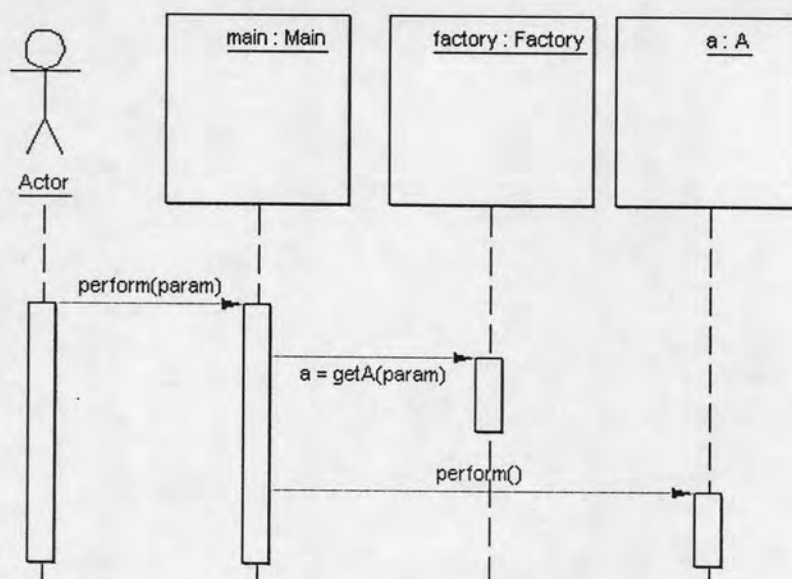 main : Main
factory : Factory
a : A
Actor
perform(param)
a = getA(param)
perform()